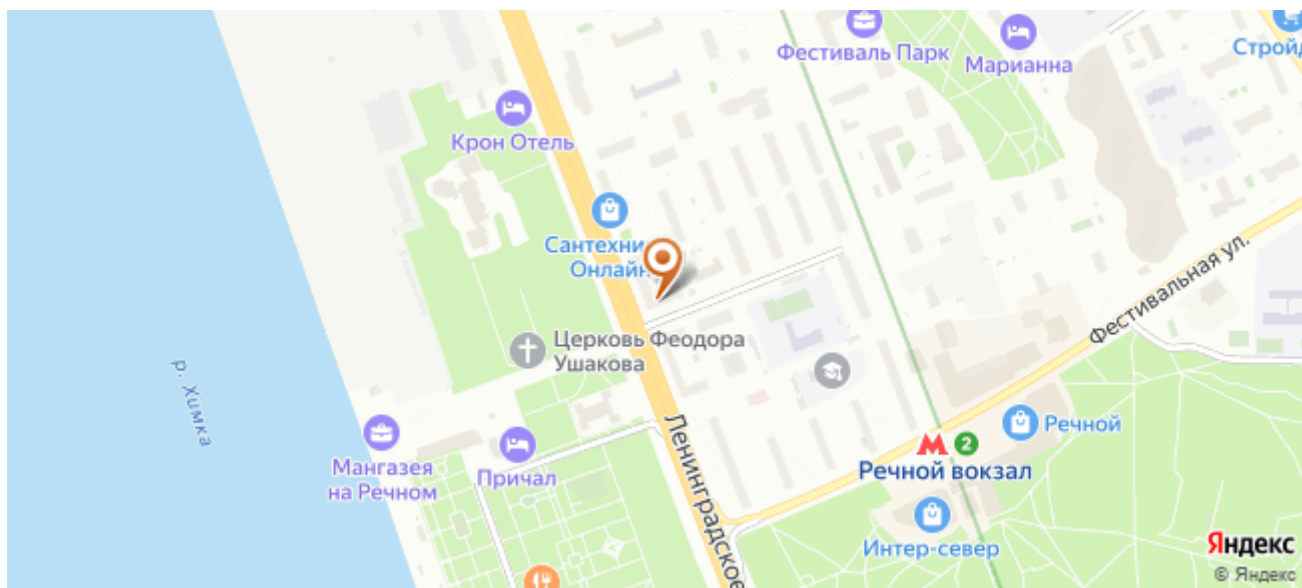 Фестиваль Парк
Марианна
Стройд
Крон Отель
Сантехни
Онлайн
Фестивальная ул.
Церковь Феодора
Ушакова
р. Химка
Ленинградское
Мангазея
на Речном
Причал
М 2
Речной вокзал
Речной
Интер-север
Яндекс
© Яндекс